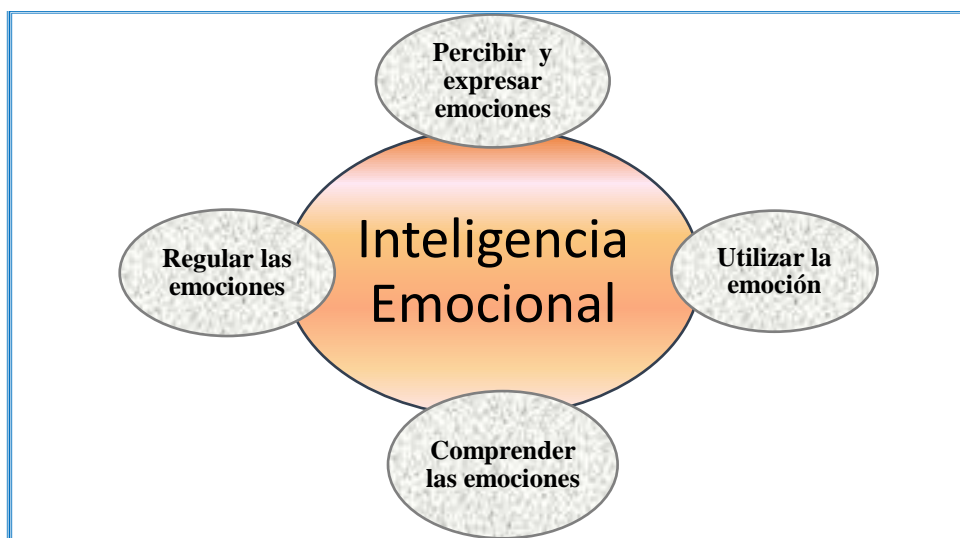 Percibir y
expresar
emociones
Inteligencia
Emocional
Regular las
emociones
Utilizar la
emoción
Comprender
las emociones